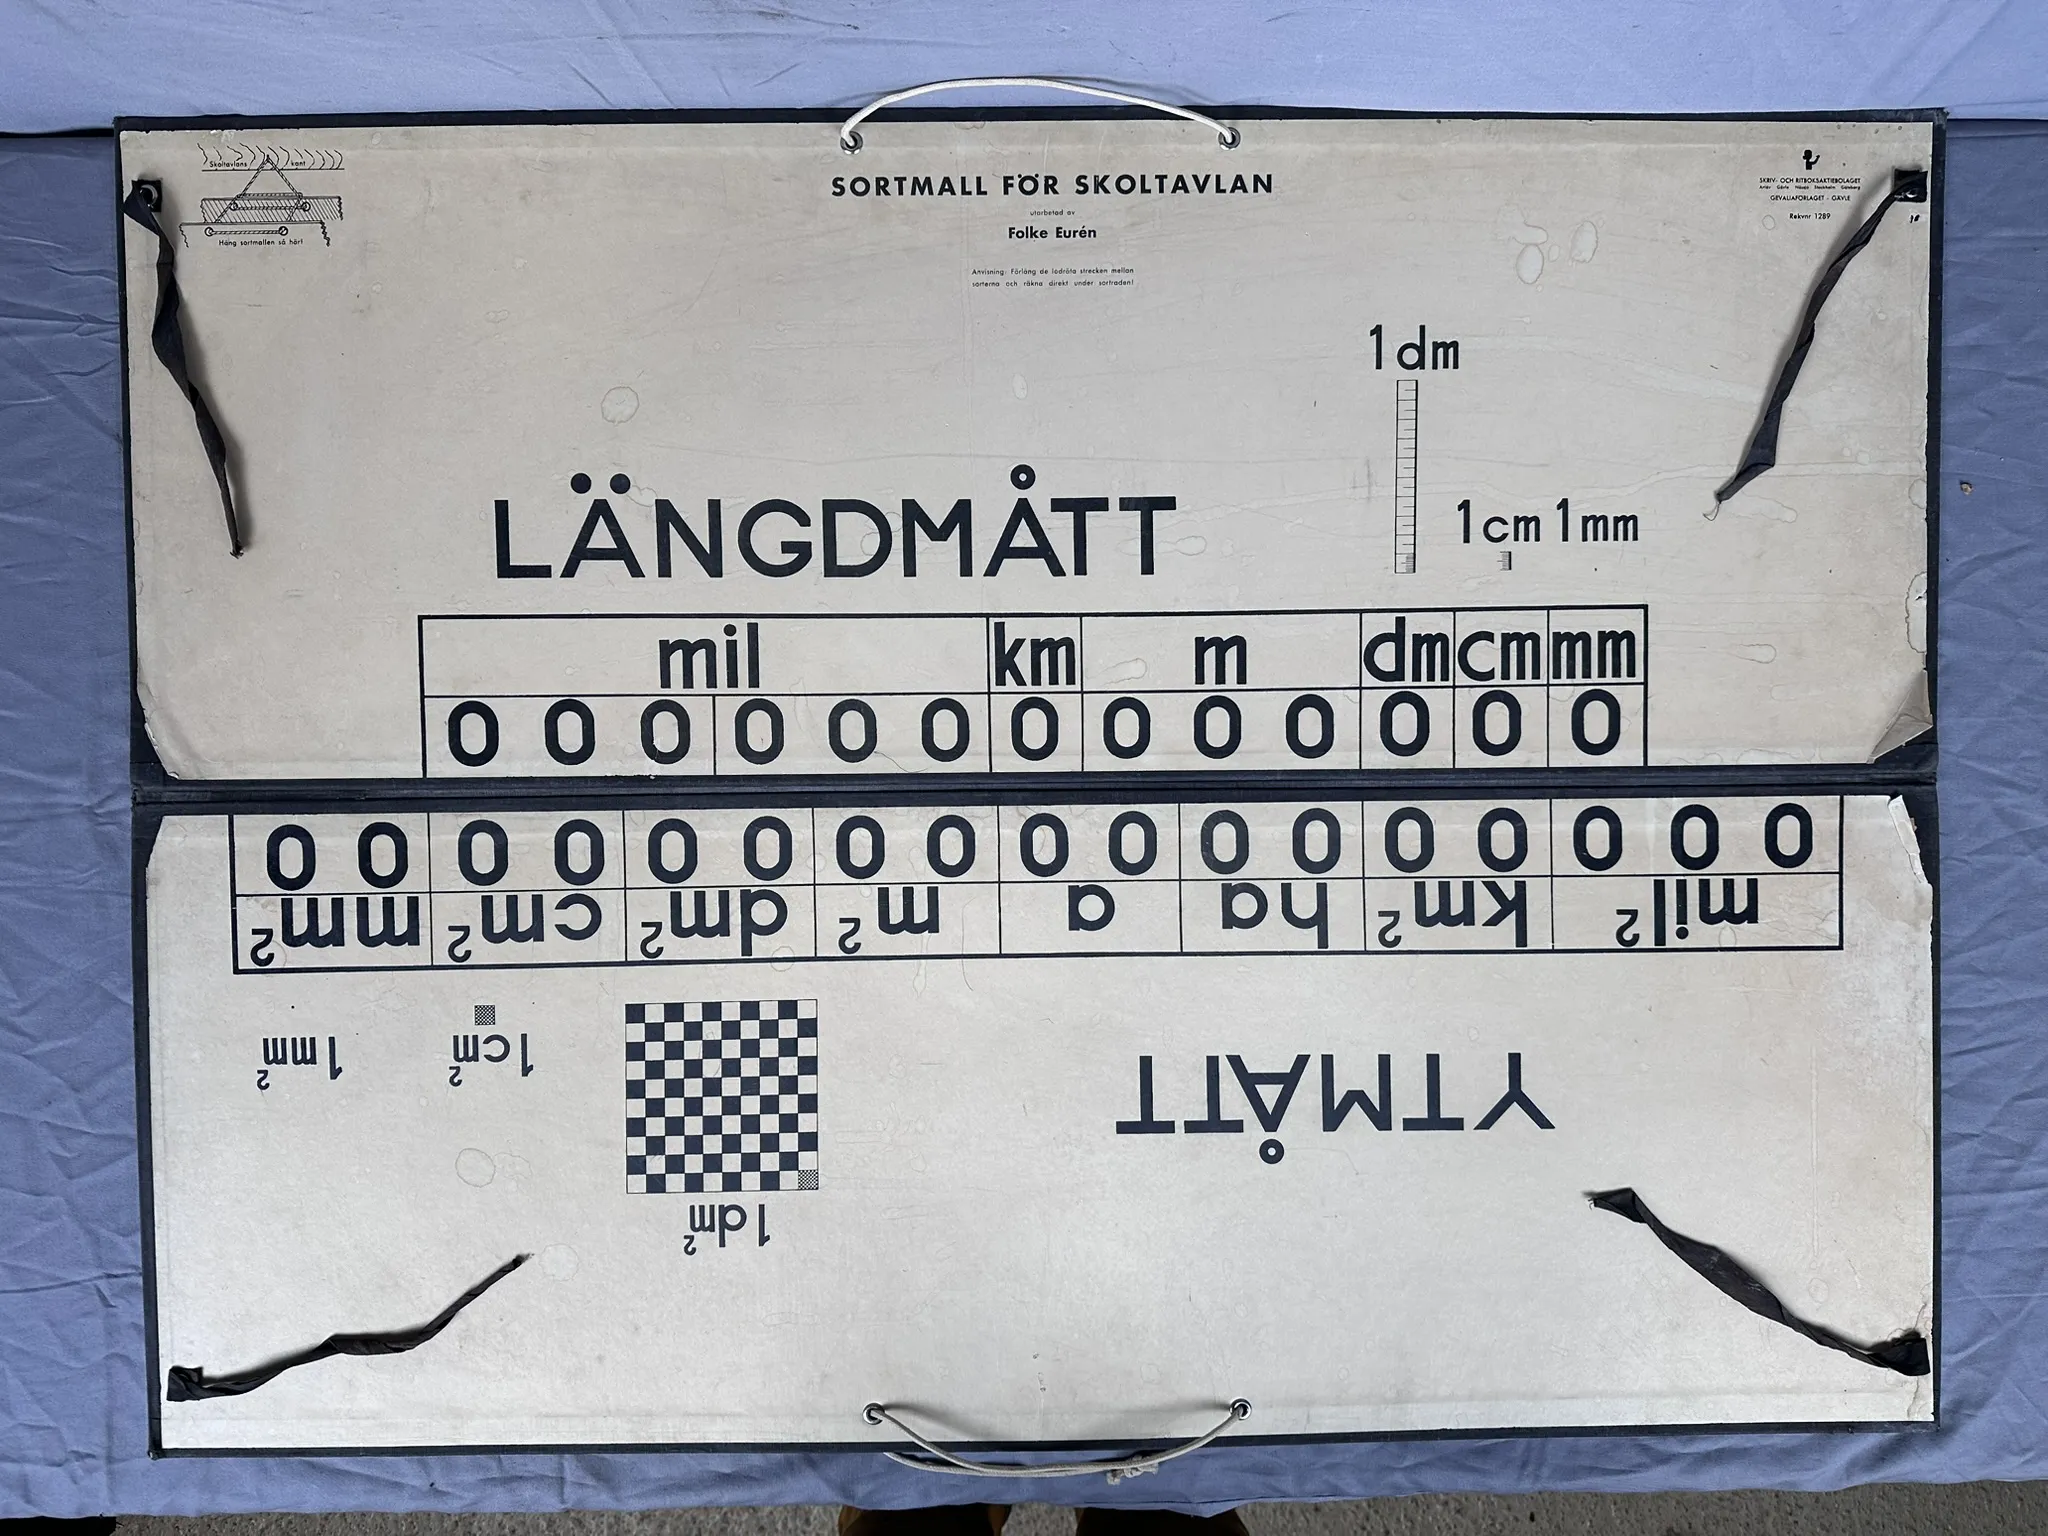 Skoltavlans kant
Häng sortmallen så här!
SORTMALL FÖR SKOLTAVLAN
utarbetad av
Folke Eurén
Anvisning: Förläng de lodräta strecken mellan
sorterna och räkna direkt under sortraden!
SKRIV- OCH RITBOKSAKTIEBOLAGET
GEVALIAFÖRLAGET - GÄVLE
Rekvnr 1289
1dm
1cm 1mm
LÄNGDMÅTT
mil km m dm cm mm
0 0 0 0 0 0 0 0 0 0 0 0 0
YTMÅTT
1dm²
1cm²
1mm²
mil² km² ha a m² dm² cm² mm²
0 0 0 0 0 0 0 0 0 0 0 0 0 0 0 0 0